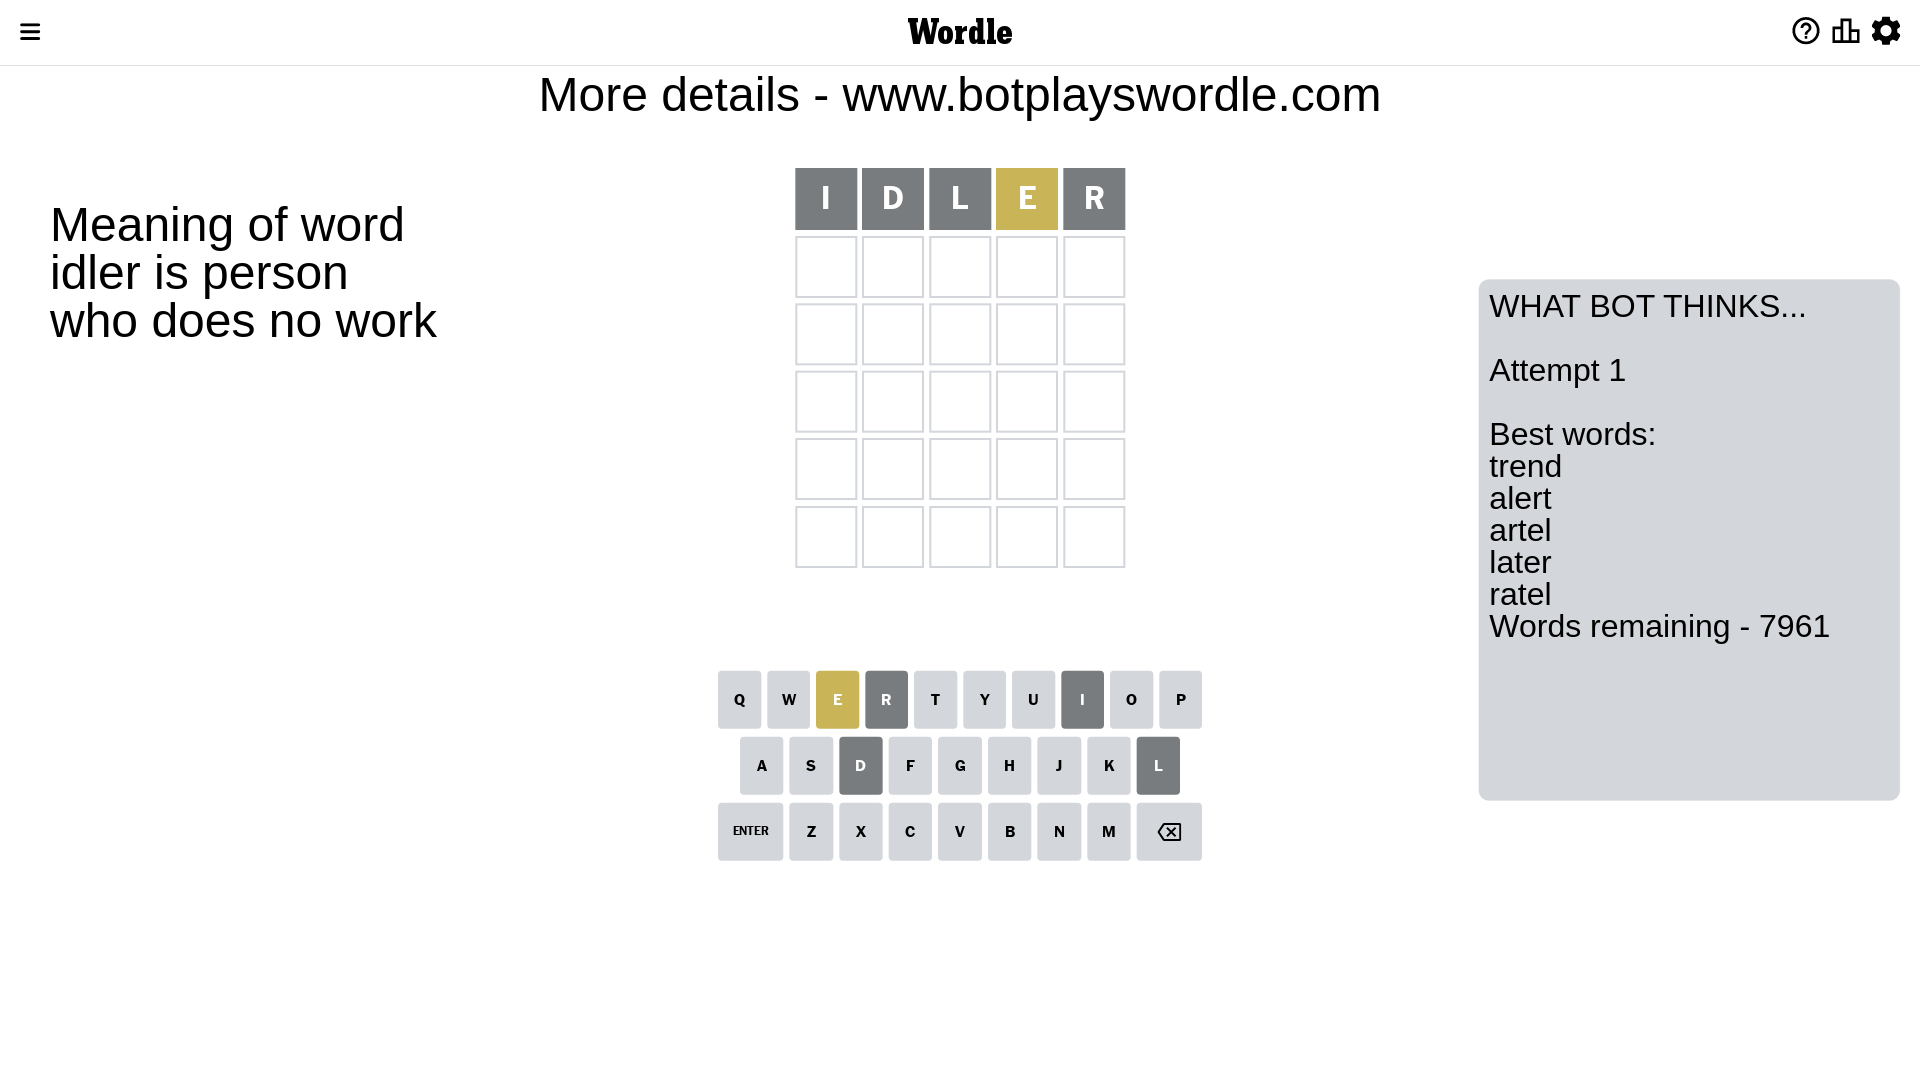 Wordle
More details - www.botplayswordle.com
Meaning of word
idler is person
who does no work
I D L E R
WHAT BOT THINKS...
Attempt 1
Best words:
trend
alert
artel
later
ratel
Words remaining - 7961
Q W E R T Y U I O P
A S D F G H J K L
ENTER Z X C V B N M